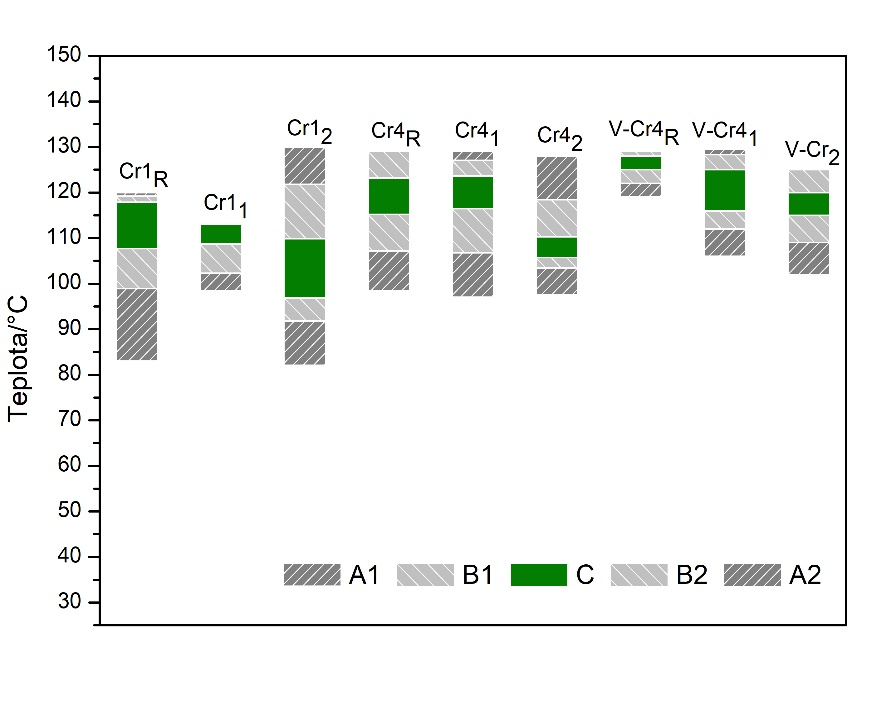 150
140
130
120
110
100
90
80
70
60
50
40
30
Teplota/°C
Cr1R
Cr11
Cr12
Cr4R
Cr41
Cr42
V-Cr4R
V-Cr41
V-Cr2
A1 B1 C B2 A2